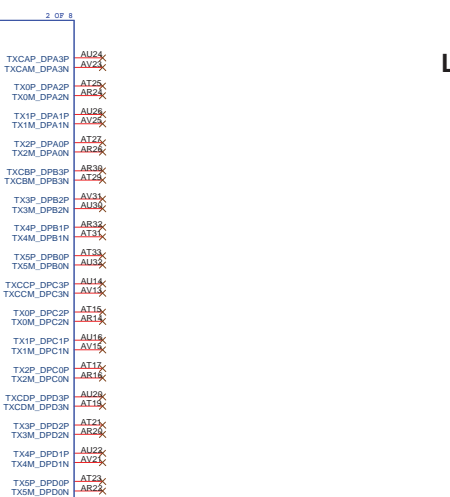 2 OF 8
L
TXCAP_DPA3P AU24
TXCAM_DPA3N AV23
TX0P_DPA2P AT25
TX0M_DPA2N AR24
TX1P_DPA1P AU26
TX1M_DPA1N AV25
TX2P_DPA0P AT27
TX2M_DPA0N AR26
TXCBP_DPB3P AR30
TXCBM_DPB3N AT29
TX3P_DPB2P AV31
TX3M_DPB2N AU30
TX4P_DPB1P AR32
TX4M_DPB1N AT31
TX5P_DPB0P AT33
TX5M_DPB0N AU32
TXCCP_DPC3P AU14
TXCCM_DPC3N AV13
TX0P_DPC2P AT15
TX0M_DPC2N AR14
TX1P_DPC1P AU16
TX1M_DPC1N AV15
TX2P_DPC0P AT17
TX2M_DPC0N AR16
TXCDP_DPD3P AU20
TXCDM_DPD3N AT19
TX3P_DPD2P AT21
TX3M_DPD2N AR20
TX4P_DPD1P AU22
TX4M_DPD1N AV21
TX5P_DPD0P AT23
TX5M_DPD0N AR22